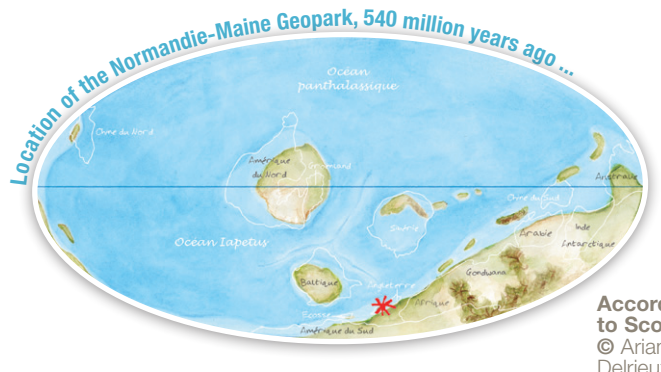 Location of the Normandie-Maine Geopark, 540 million years ago ...
Océan
panthalassique
Chine du Nord
Amérique
du Nord
Groenland
Australie
Chine du Sud
Sibérie
Arabie
Inde
Antarctique
Océan Iapetus
Gondwana
Baltique
Angleterre
Afrique
Ecosse
Amérique du Sud
Accor
to Sco
© Arian
Delrieu